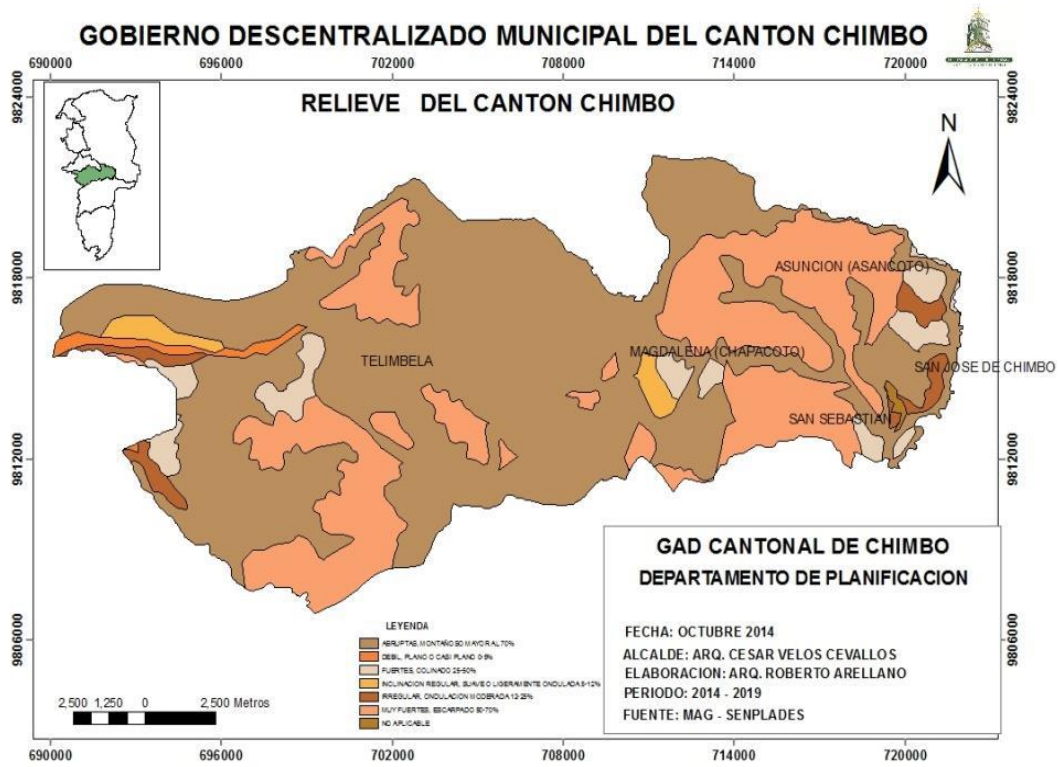 GOBIERNO DESCENTRALIZADO MUNICIPAL DEL CANTON CHIMBO
690000 696000 702000 708000 714000 720000
RELIEVE DEL CANTON CHIMBO
N
9824000 9824000
9818000 9818000
9812000 9812000
9806000 9806000
ASUNCION (ASANCOTO)
TELIMBELA
MAGDALENA (CHAPACOTO)
SAN JOSE DE CHIMBO
SAN SEBASTIAN
GAD CANTONAL DE CHIMBO
DEPARTAMENTO DE PLANIFICACION
FECHA: OCTUBRE 2014
ALCALDE: ARQ. CESAR VELOS CEVALLOS
ELABORACION: ARQ. ROBERTO ARELLANO
PERIODO: 2014 - 2019
FUENTE: MAG - SENPLADES
LEYENDA
ABRUPTAS, MONTAÑOSO MAYOR AL 70%
DEBIL, PLANO O CASI PLANO 0-5%
FUERTES, COLINADO 25-50%
INCLINACION REGULAR, SUAVE O LIGERAMENTE ONDULADA 5-12%
IRREGULAR, ONDULACION MODERADA 12-25%
MUY FUERTES, ESCARPADO 50-70%
NO APLICABLE
2,500 1,250 0 2,500 Metros
690000 696000 702000 708000 714000 720000